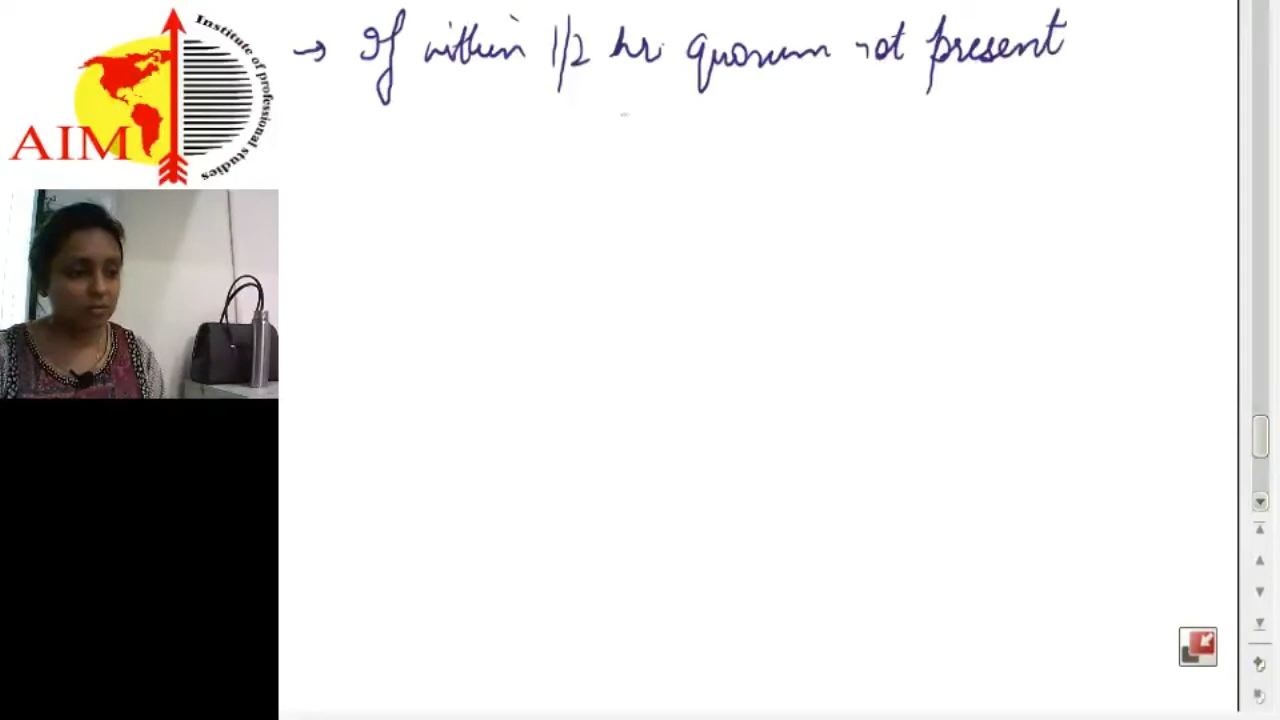 Institute of professional studies
AIM
→ If within 1/2 hr quorum not present